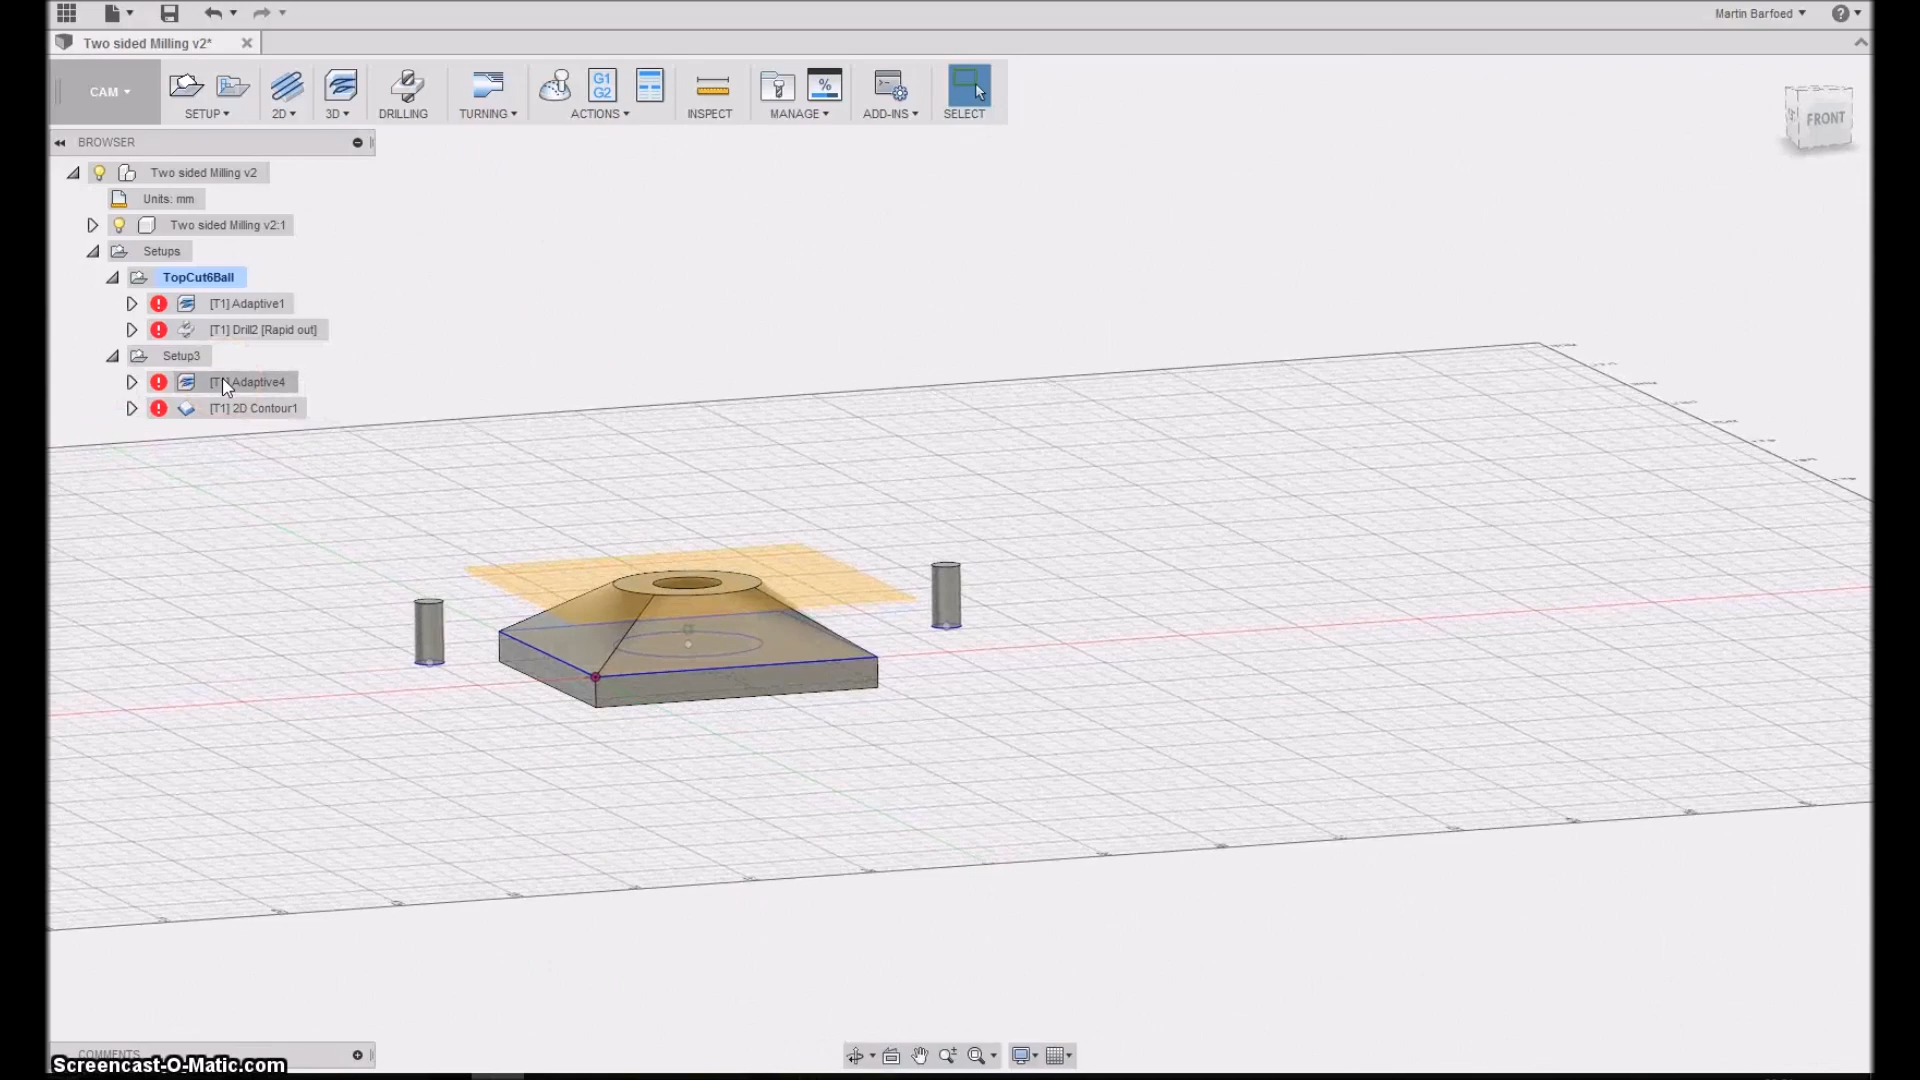 Martin Barfoed
Two sided Milling v2*
CAM
G1
G2
%
SETUP
2D
3D
DRILLING
TURNING
ACTIONS
INSPECT
MANAGE
ADD-INS
SELECT
FRONT
BROWSER
Two sided Milling v2
Units: mm
Two sided Milling v2:1
Setups
TopCut6Ball
[T1] Adaptive1
[T1] Drill2 [Rapid out]
Setup3
Adaptive4
[T1] 2D Contour1
COMMENTS
Screencast-O-Matic.com